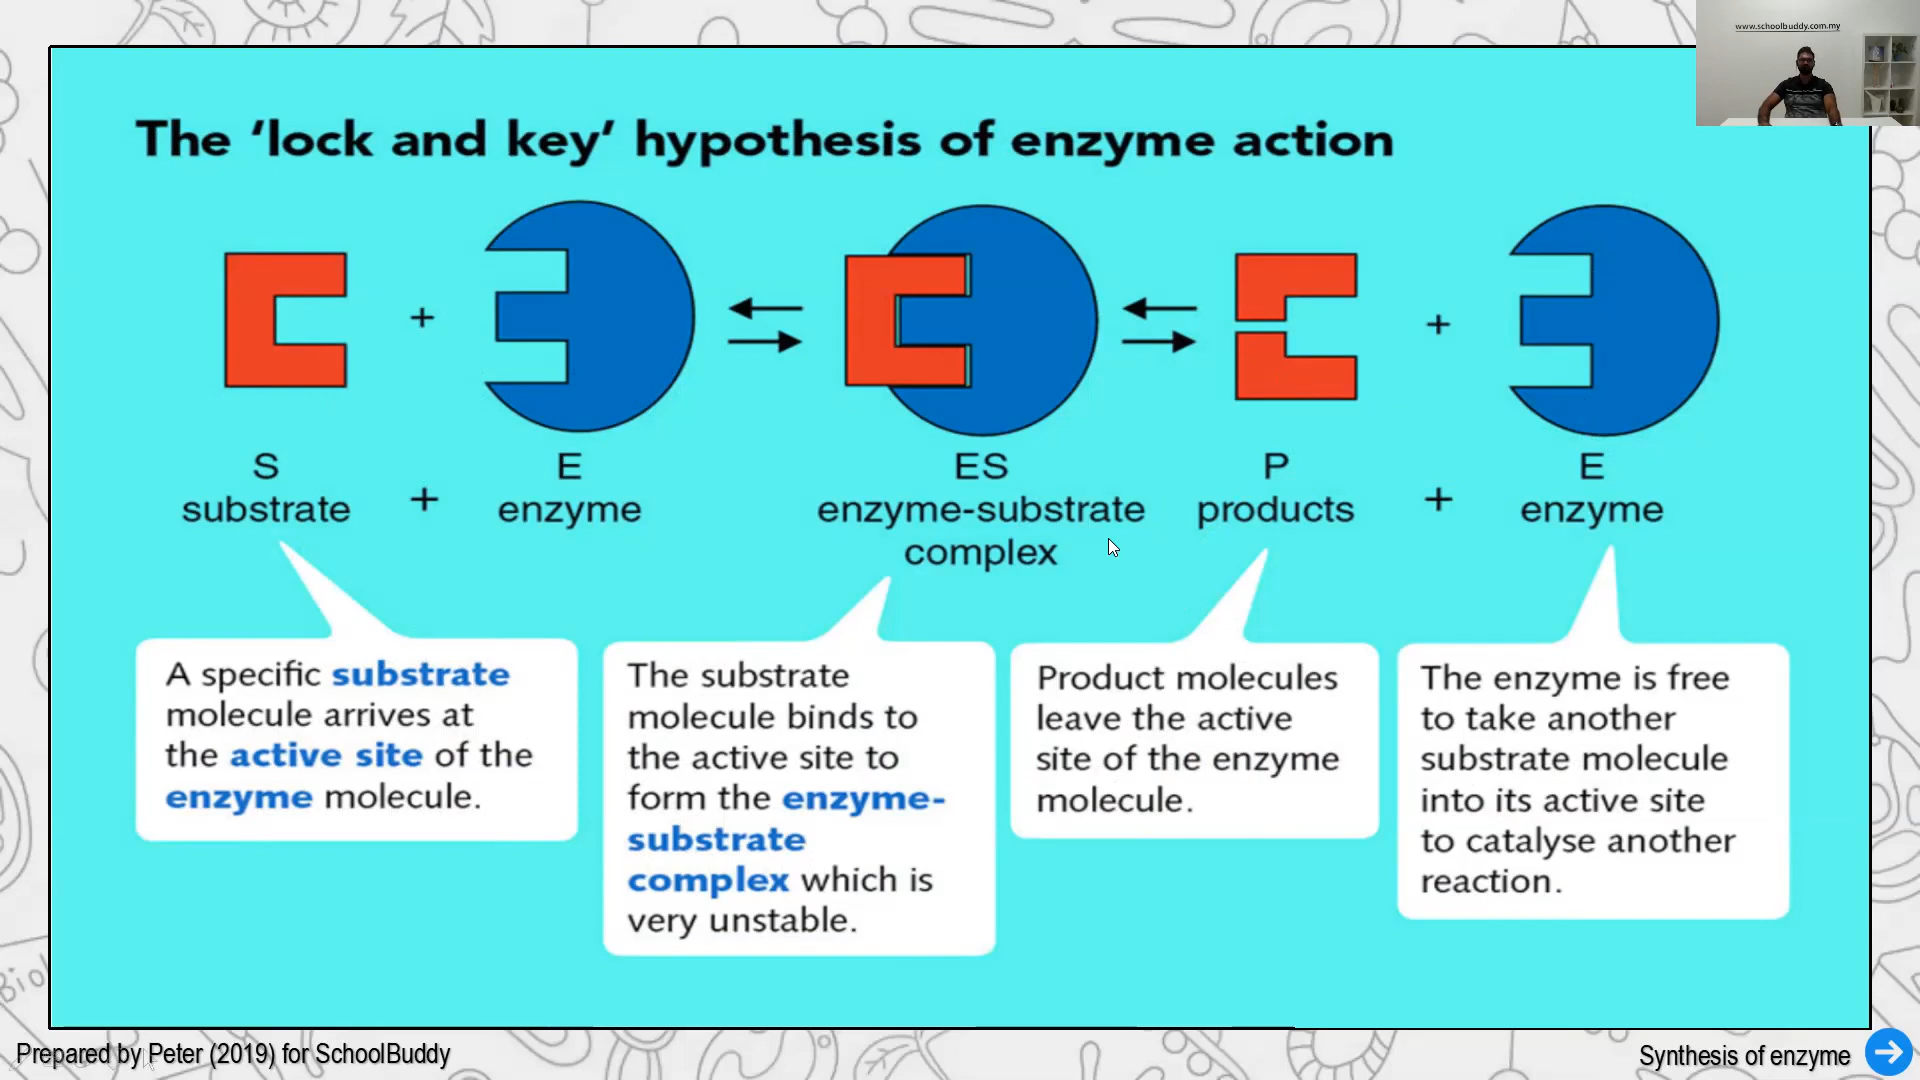 www.schoolbuddy.com.my
The ‘lock and key’ hypothesis of enzyme action
+
+
S
E
ES
P
E
substrate
+
enzyme
enzyme-substrate
complex
products
+
enzyme
A specific substrate
molecule arrives at
the active site of the
enzyme molecule.
The substrate
molecule binds to
the active site to
form the enzyme-
substrate
complex which is
very unstable.
Product molecules
leave the active
site of the enzyme
molecule.
The enzyme is free
to take another
substrate molecule
into its active site
to catalyse another
reaction.
Biol
Prepared by Peter (2019) for SchoolBuddy
Synthesis of enzyme